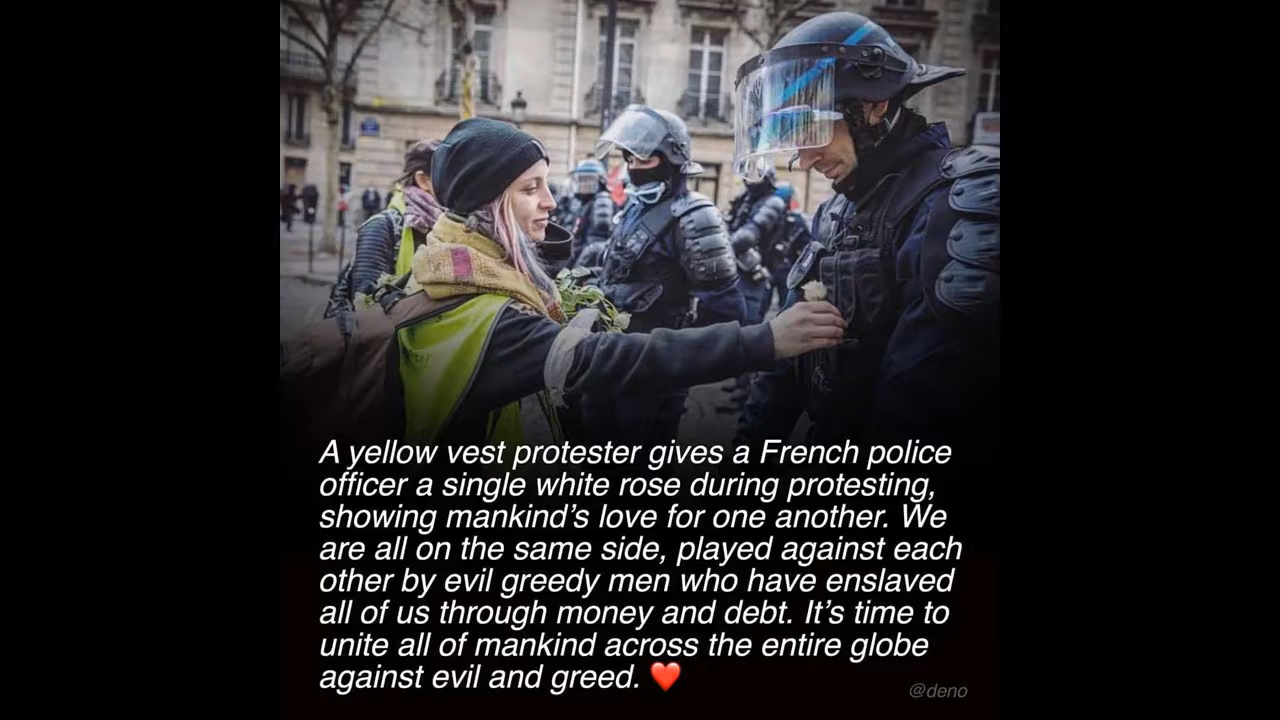 A yellow vest protester gives a French police
officer a single white rose during protesting,
showing mankind’s love for one another. We
are all on the same side, played against each
other by evil greedy men who have enslaved
all of us through money and debt. It’s time to
unite all of mankind across the entire globe
against evil and greed. ❤️
@deno